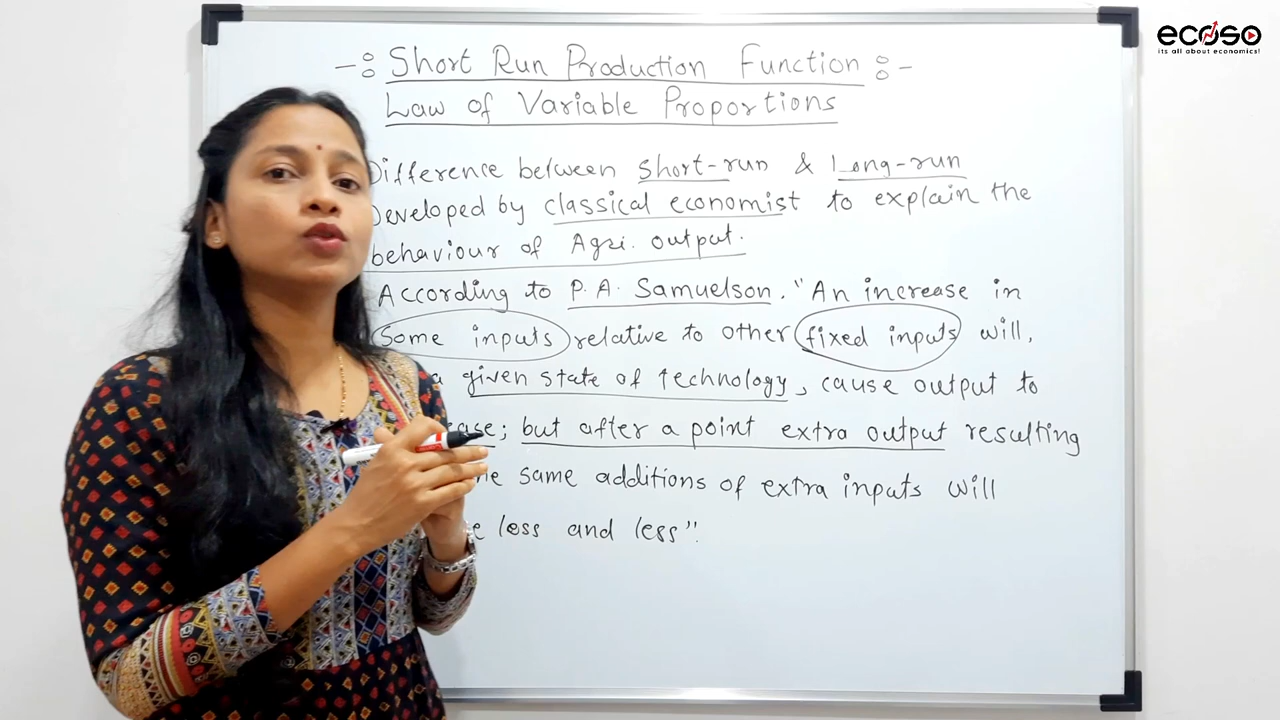 ecoso
its all about economics!
-: Short Run Production Function :-
Law of Variable Proportions
Difference between short-run & Long-run
Developed by classical economist to explain the
behaviour of Agri. output.
According to P. A. Samuelson. "An increase in
Some inputs relative to other fixed inputs will,
a given state of technology, cause output to
ease; but after a point extra output resulting
same additions of extra inputs will
less and less".